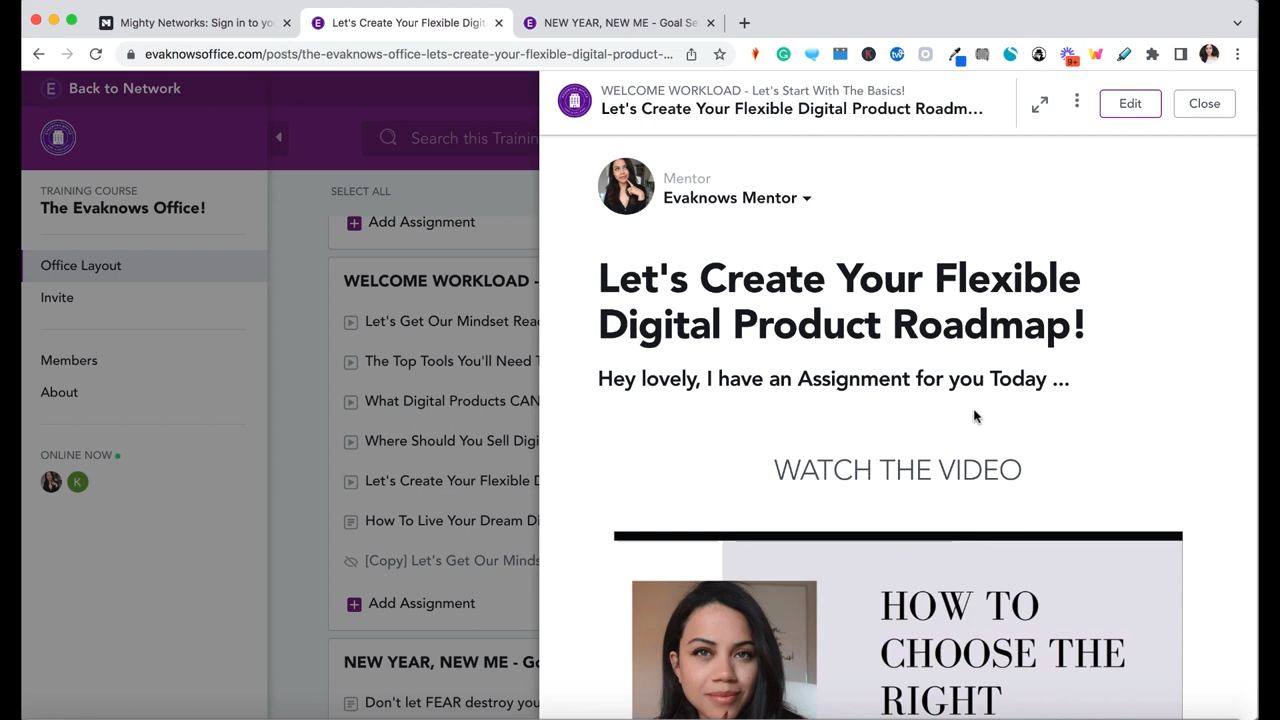 Mighty Networks: Sign in to yo
Let's Create Your Flexible Digit
NEW YEAR, NEW ME - Goal Se
evaknowsoffice.com/posts/the-evaknows-office-lets-create-your-flexible-digital-product-...
9+
Back to Network
Search this Trainin
TRAINING COURSE
The Evaknows Office!
Office Layout
Invite
Members
About
ONLINE NOW
K
SELECT ALL
Add Assignment
WELCOME WORKLOAD -
Let's Get Our Mindset Rea
The Top Tools You'll Need T
What Digital Products CAN
Where Should You Sell Digi
Let's Create Your Flexible D
How To Live Your Dream Di
[Copy] Let's Get Our Minds
Add Assignment
NEW YEAR, NEW ME - Go
Don't let FEAR destroy you
WELCOME WORKLOAD - Let's Start With The Basics!
Let's Create Your Flexible Digital Product Roadm...
Edit
Close
Mentor
Evaknows Mentor
Let's Create Your Flexible
Digital Product Roadmap!
Hey lovely, I have an Assignment for you Today ...
WATCH THE VIDEO
HOW TO
CHOOSE THE
RIGHT